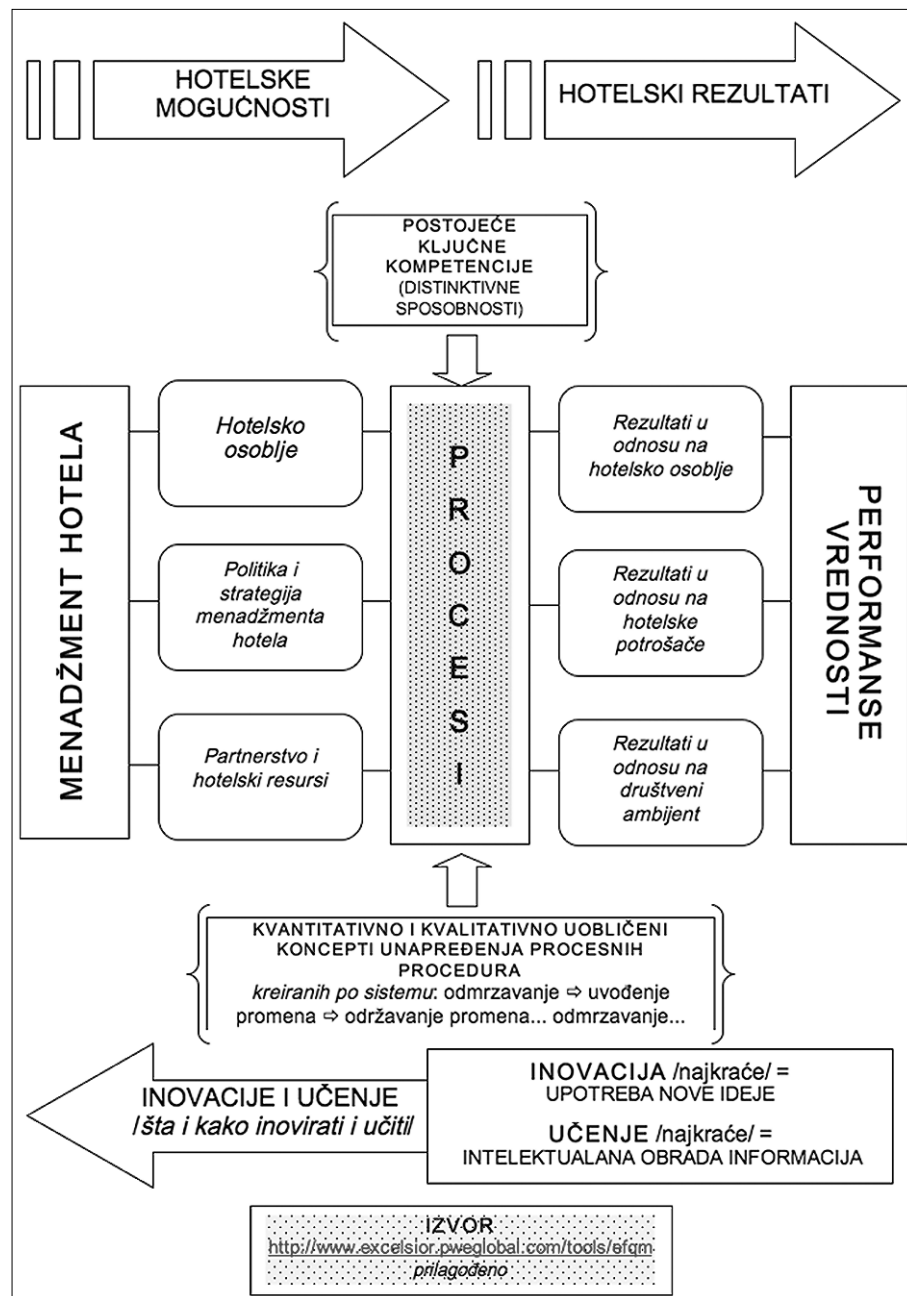 HOTELSKE
MOGUĆNOSTI
HOTELSKI REZULTATI
POSTOJEĆE
KLJUČNE
KOMPETENCIJE
(DISTINKTIVNE
SPOSOBNOSTI)
MENADŽMENT HOTELA
Hotelsko
osoblje
Politika i
strategija
menadžmenta
hotela
Partnerstvo i
hotelski resursi
PROCESI
Rezultati u
odnosu na
hotelsko osoblje
Rezultati u
odnosu na
hotelske
potrošače
Rezultati u
odnosu na
društveni
ambijent
PERFORMANSE
VREDNOSTI
KVANTITATIVNO I KVALITATIVNO UOBLIČENI
KONCEPTI UNAPREĐENJA PROCESNIH
PROCEDURA
kreiranih po sistemu: odmrzavanje ⇨ uvođenje
promena ⇨ održavanje promena... odmrzavanje...
INOVACIJE I UČENJE
/šta i kako inovirati i učiti/
INOVACIJA /najkraće/ =
UPOTREBA NOVE IDEJE
UČENJE /najkraće/ =
INTELEKTUALANA OBRADA INFORMACIJA
IZVOR
http://www.excelsior.pweglobal.com/tools/efqm
prilagođeno